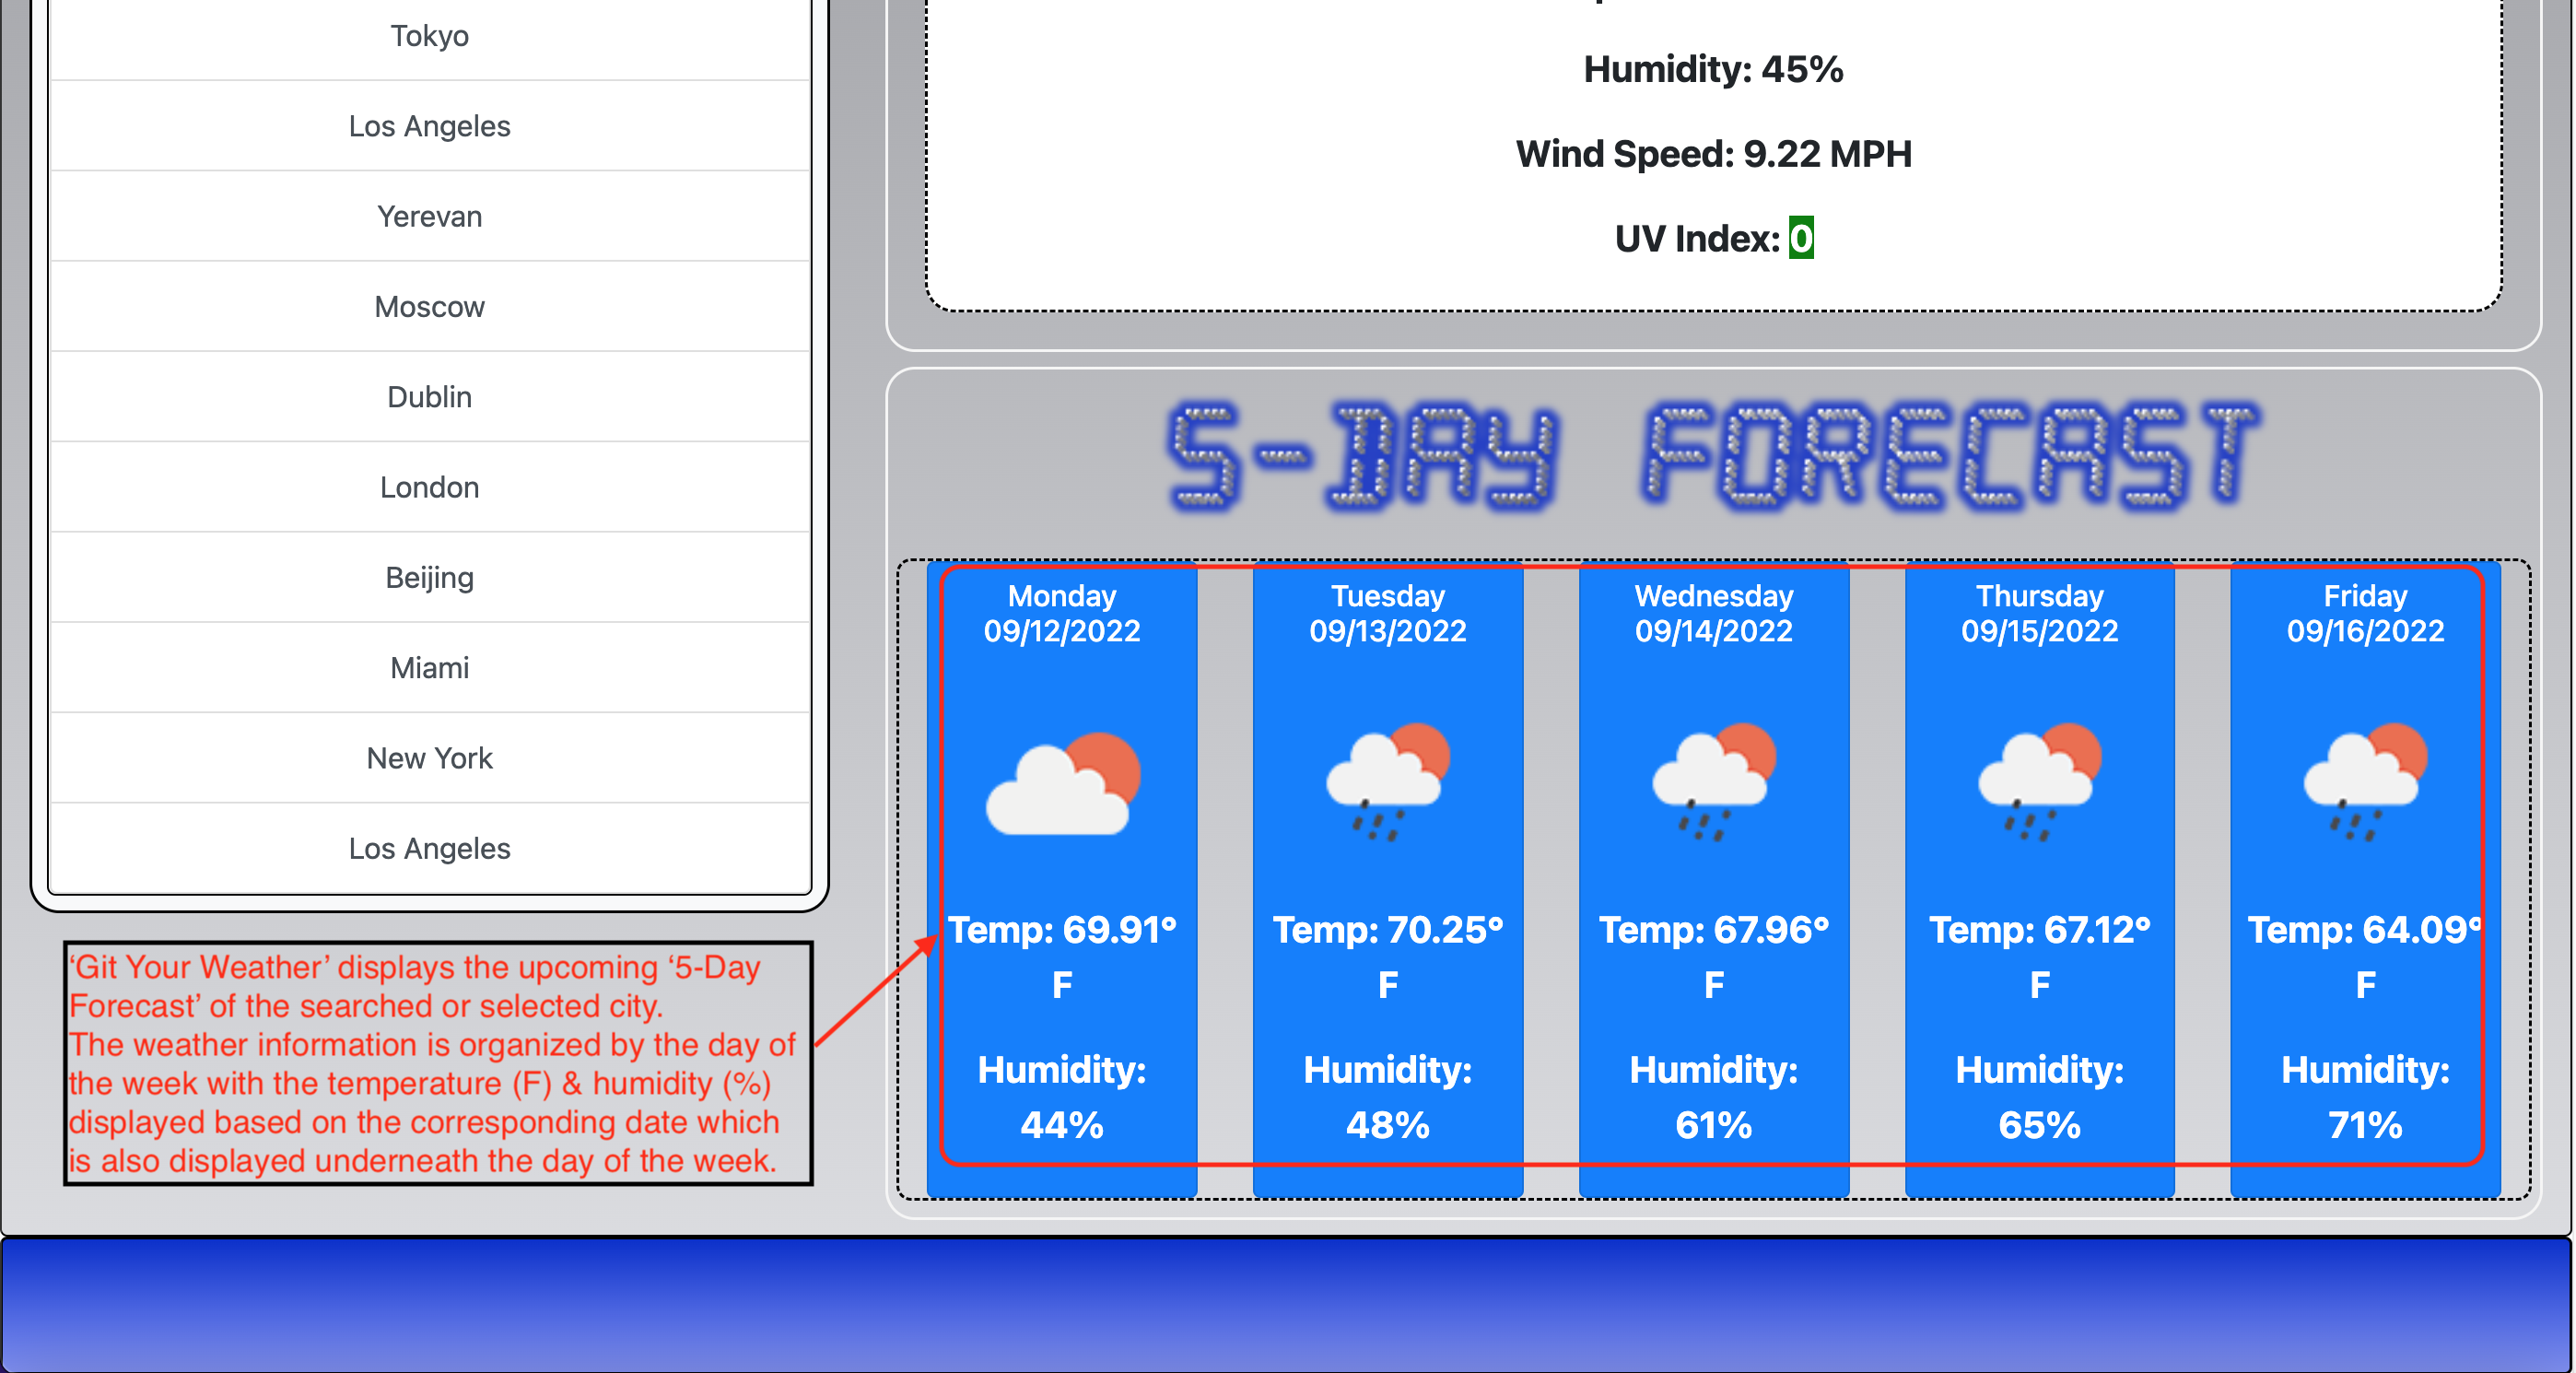 Tokyo
Los Angeles
Yerevan
Moscow
Dublin
London
Beijing
Miami
New York
Los Angeles
‘Git Your Weather’ displays the upcoming ‘5-Day
Forecast’ of the searched or selected city.
The weather information is organized by the day of
the week with the temperature (F) & humidity (%)
displayed based on the corresponding date which
is also displayed underneath the day of the week.
Humidity: 45%
Wind Speed: 9.22 MPH
UV Index: 0
5-DAY FORECAST
Monday
09/12/2022
Temp: 69.91°
F
Humidity:
44%
Tuesday
09/13/2022
Temp: 70.25°
F
Humidity:
48%
Wednesday
09/14/2022
Temp: 67.96°
F
Humidity:
61%
Thursday
09/15/2022
Temp: 67.12°
F
Humidity:
65%
Friday
09/16/2022
Temp: 64.09°
F
Humidity:
71%